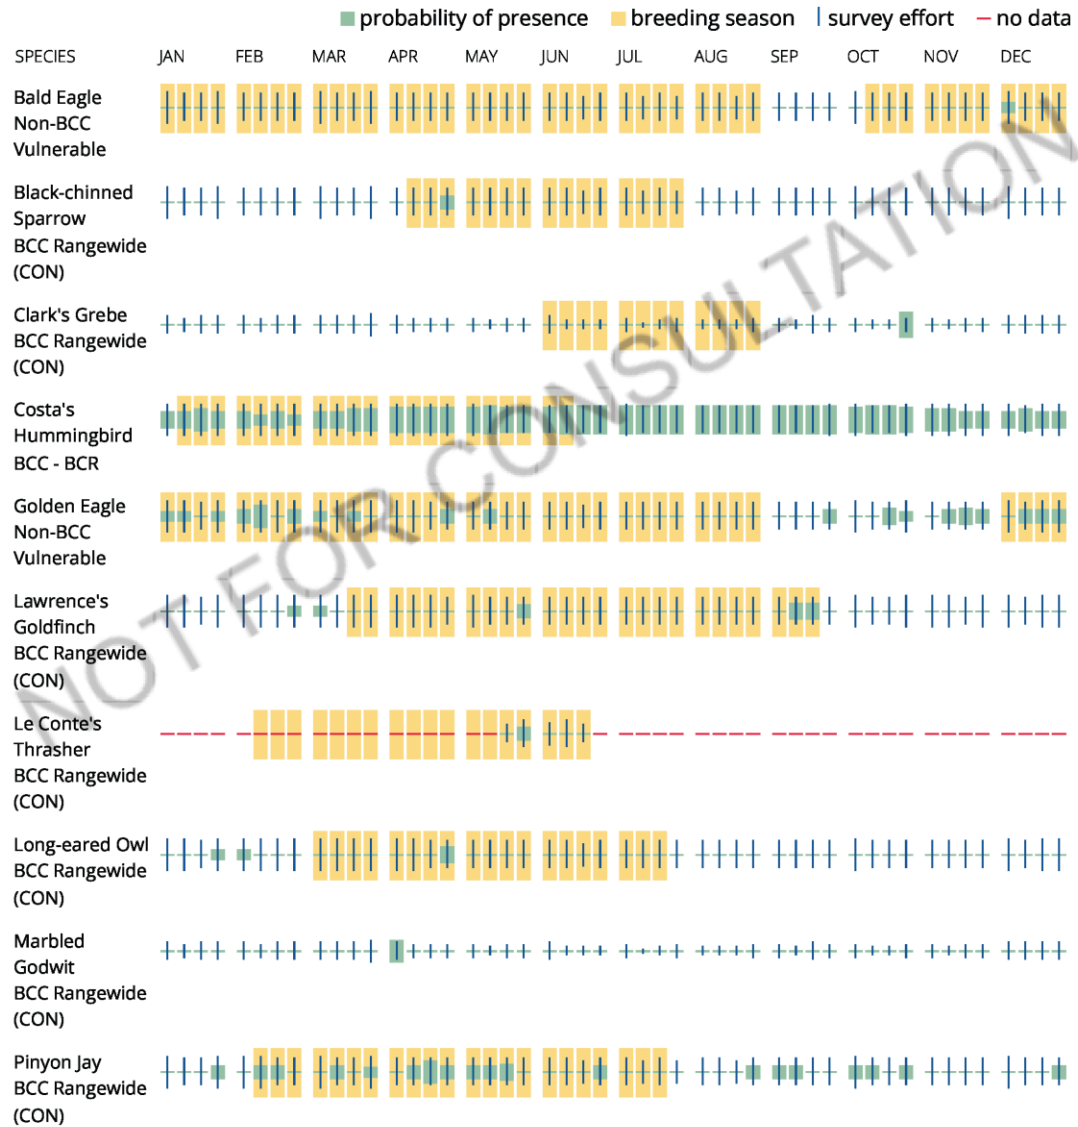 probability of presence breeding season survey effort no data
SPECIES JAN FEB MAR APR MAY JUN JUL AUG SEP OCT NOV DEC
Bald Eagle
Non-BCC
Vulnerable
Black-chinned
Sparrow
BCC Rangewide
(CON)
Clark's Grebe
BCC Rangewide
(CON)
Costa's
Hummingbird
BCC - BCR
Golden Eagle
Non-BCC
Vulnerable
Lawrence's
Goldfinch
BCC Rangewide
(CON)
Le Conte's
Thrasher
BCC Rangewide
(CON)
Long-eared Owl
BCC Rangewide
(CON)
Marbled
Godwit
BCC Rangewide
(CON)
Pinyon Jay
BCC Rangewide
(CON)
NOT FOR CONSULTATION